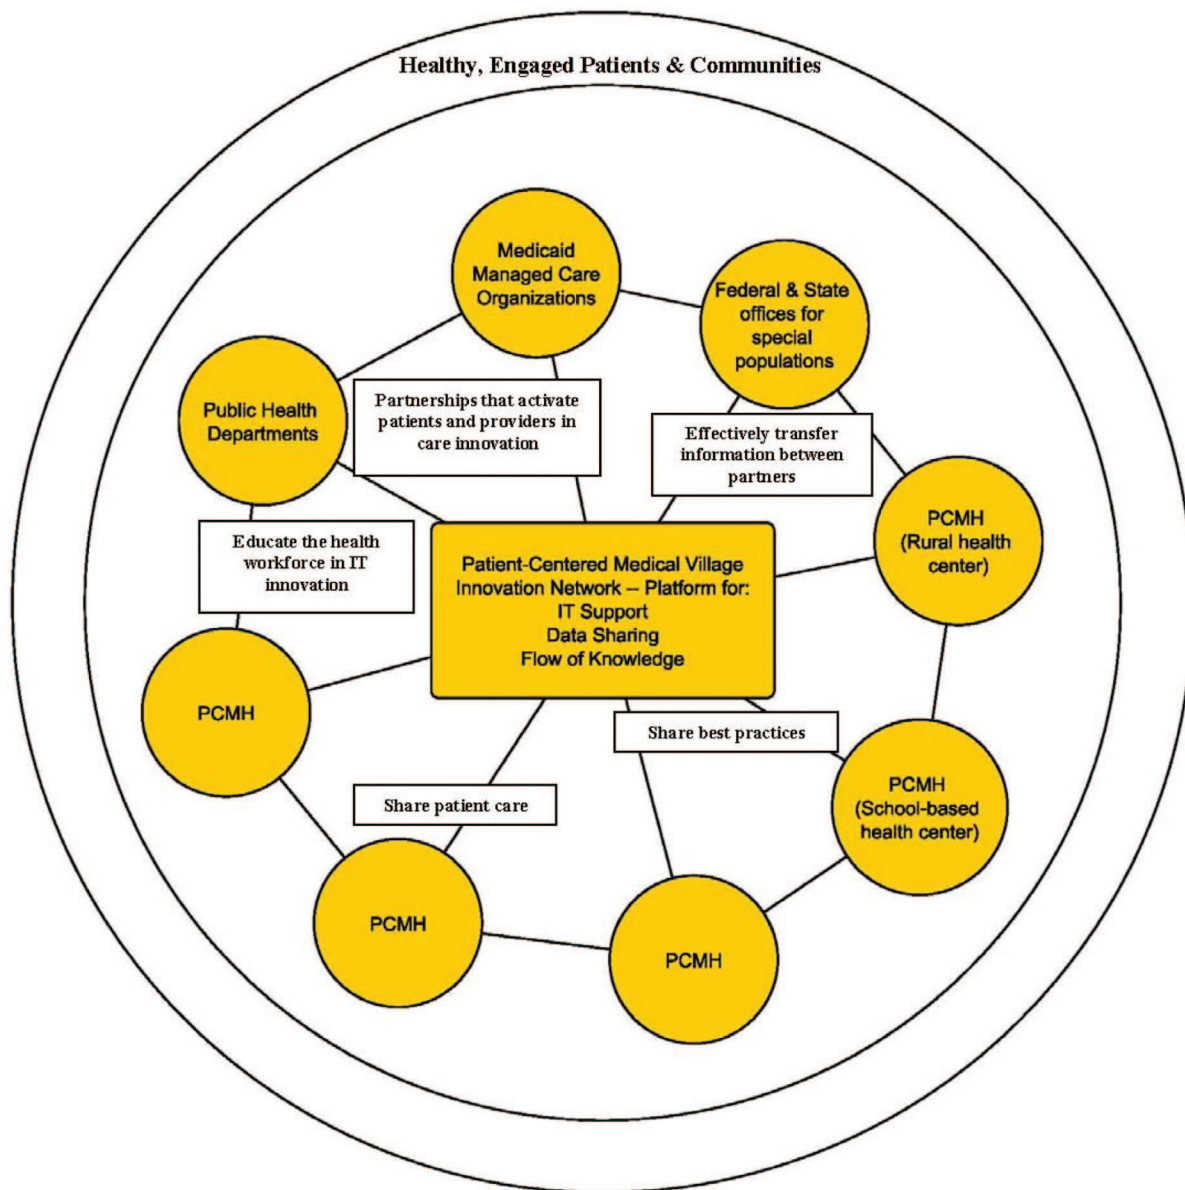 Healthy, Engaged Patients & Communities
Medicaid
Managed Care
Organizations
Federal & State
offices for
special
populations
Public Health
Departments
Partnerships that activate
patients and providers in
care innovation
Effectively transfer
information between
partners
PCMH
(Rural health
center)
Educate the health
workforce in IT
innovation
Patient-Centered Medical Village
Innovation Network – Platform for:
IT Support
Data Sharing
Flow of Knowledge
PCMH
Share best practices
PCMH
(School-based
health center)
Share patient care
PCMH
PCMH